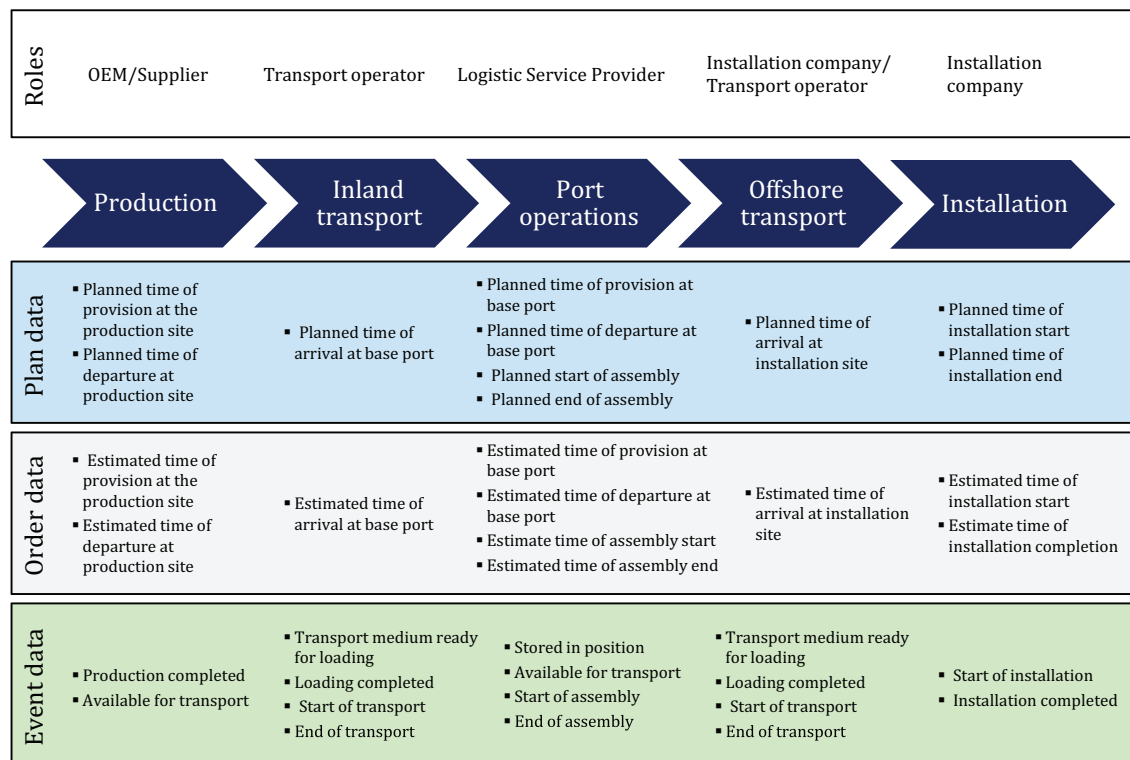 Roles
OEM/Supplier
Transport operator
Logistic Service Provider
Installation company/
Transport operator
Installation
company
Production
Inland
transport
Port
operations
Offshore
transport
Installation
Plan data
▪ Planned time of
provision at the
production site
▪ Planned time of
departure at
production site
▪ Planned time of
arrival at base port
▪ Planned time of provision at
base port
▪ Planned time of departure at
base port
▪ Planned start of assembly
▪ Planned end of assembly
▪ Planned time of
arrival at
installation site
▪ Planned time of
installation start
▪ Planned time of
installation end
Order data
▪ Estimated time of
provision at the
production site
▪ Estimated time of
departure at
production site
▪ Estimated time of
arrival at base port
▪ Estimated time of provision at
base port
▪ Estimated time of departure at
base port
▪ Estimate time of assembly start
▪ Estimated time of assembly end
▪ Estimated time of
arrival at installation
site
▪ Estimated time of
installation start
▪ Estimate time of
installation completion
Event data
▪ Production completed
▪ Available for transport
▪ Transport medium ready
for loading
▪ Loading completed
▪ Start of transport
▪ End of transport
▪ Stored in position
▪ Available for transport
▪ Start of assembly
▪ End of assembly
▪ Transport medium ready
for loading
▪ Loading completed
▪ Start of transport
▪ End of transport
▪ Start of installation
▪ Installation completed